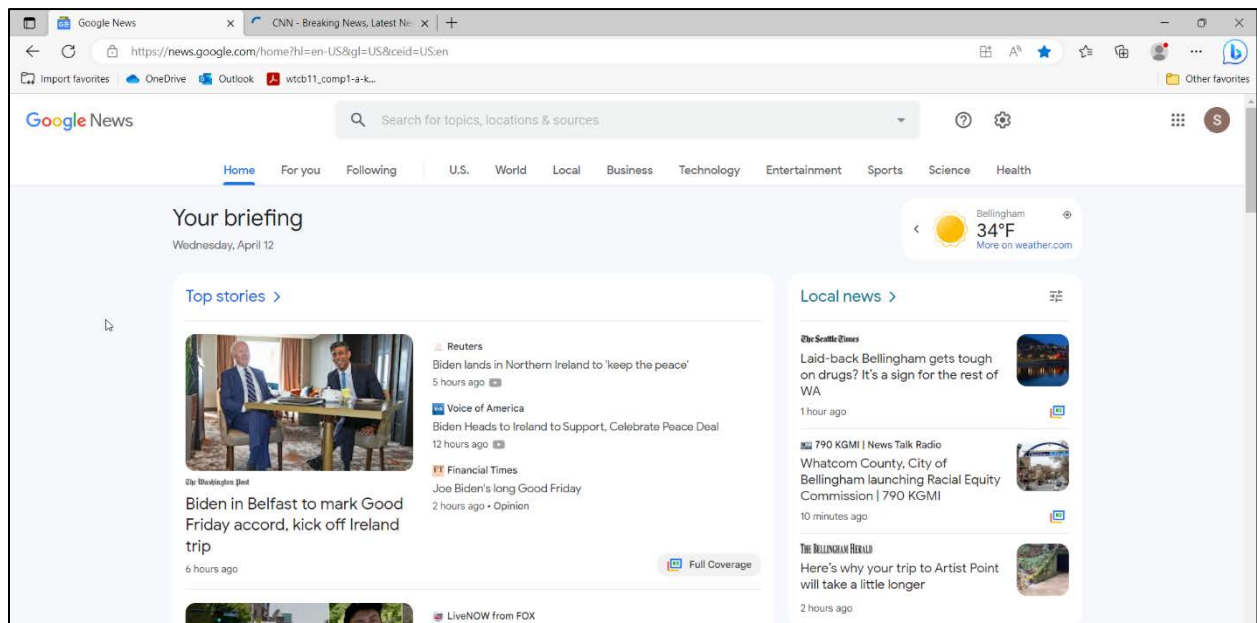 Google News
CNN - Breaking News, Latest Ne
https://news.google.com/home?hl=en-US&gl=US&ceid=US:en
Import favorites
OneDrive
Outlook
wtcb11_comp1-a-k...
Other favorites
Google News
Search for topics, locations & sources
S
Home
For you
Following
U.S.
World
Local
Business
Technology
Entertainment
Sports
Science
Health
Your briefing
Wednesday, April 12
Bellingham
34°F
More on weather.com
Top stories >
The Washington Post
Biden in Belfast to mark Good
Friday accord, kick off Ireland
trip
6 hours ago
Reuters
Biden lands in Northern Ireland to 'keep the peace'
5 hours ago
Voice of America
Biden Heads to Ireland to Support, Celebrate Peace Deal
12 hours ago
FT Financial Times
Joe Biden's long Good Friday
2 hours ago • Opinion
Full Coverage
LiveNOW from FOX
Local news >
The Seattle Times
Laid-back Bellingham gets tough
on drugs? It's a sign for the rest of
WA
1 hour ago
790 KGMI | News Talk Radio
Whatcom County, City of
Bellingham launching Racial Equity
Commission | 790 KGMI
10 minutes ago
THE BELLINGHAM HERALD
Here's why your trip to Artist Point
will take a little longer
2 hours ago